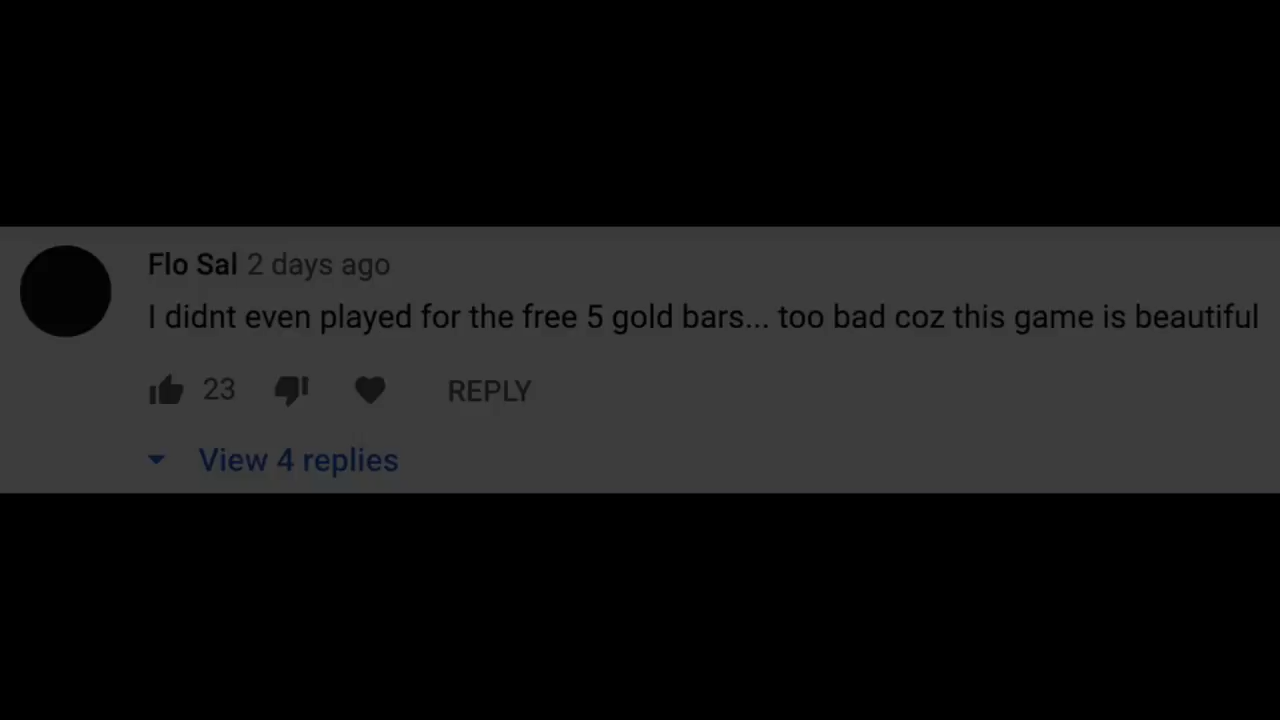 Flo Sal 2 days ago
I didnt even played for the free 5 gold bars... too bad coz this game is beautiful
23 REPLY
View 4 replies